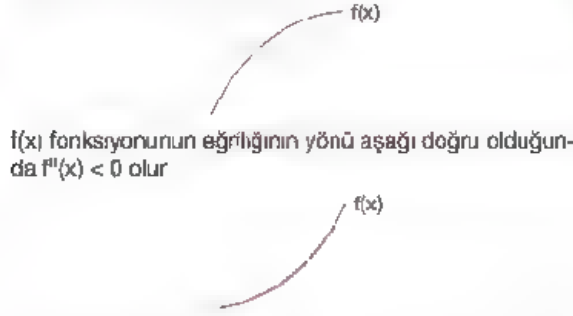 f(x)
f(x) fonksiyonunun eğriliğinin yönü aşağı doğru olduğun-
da f"(x) < 0 olur
f(x)